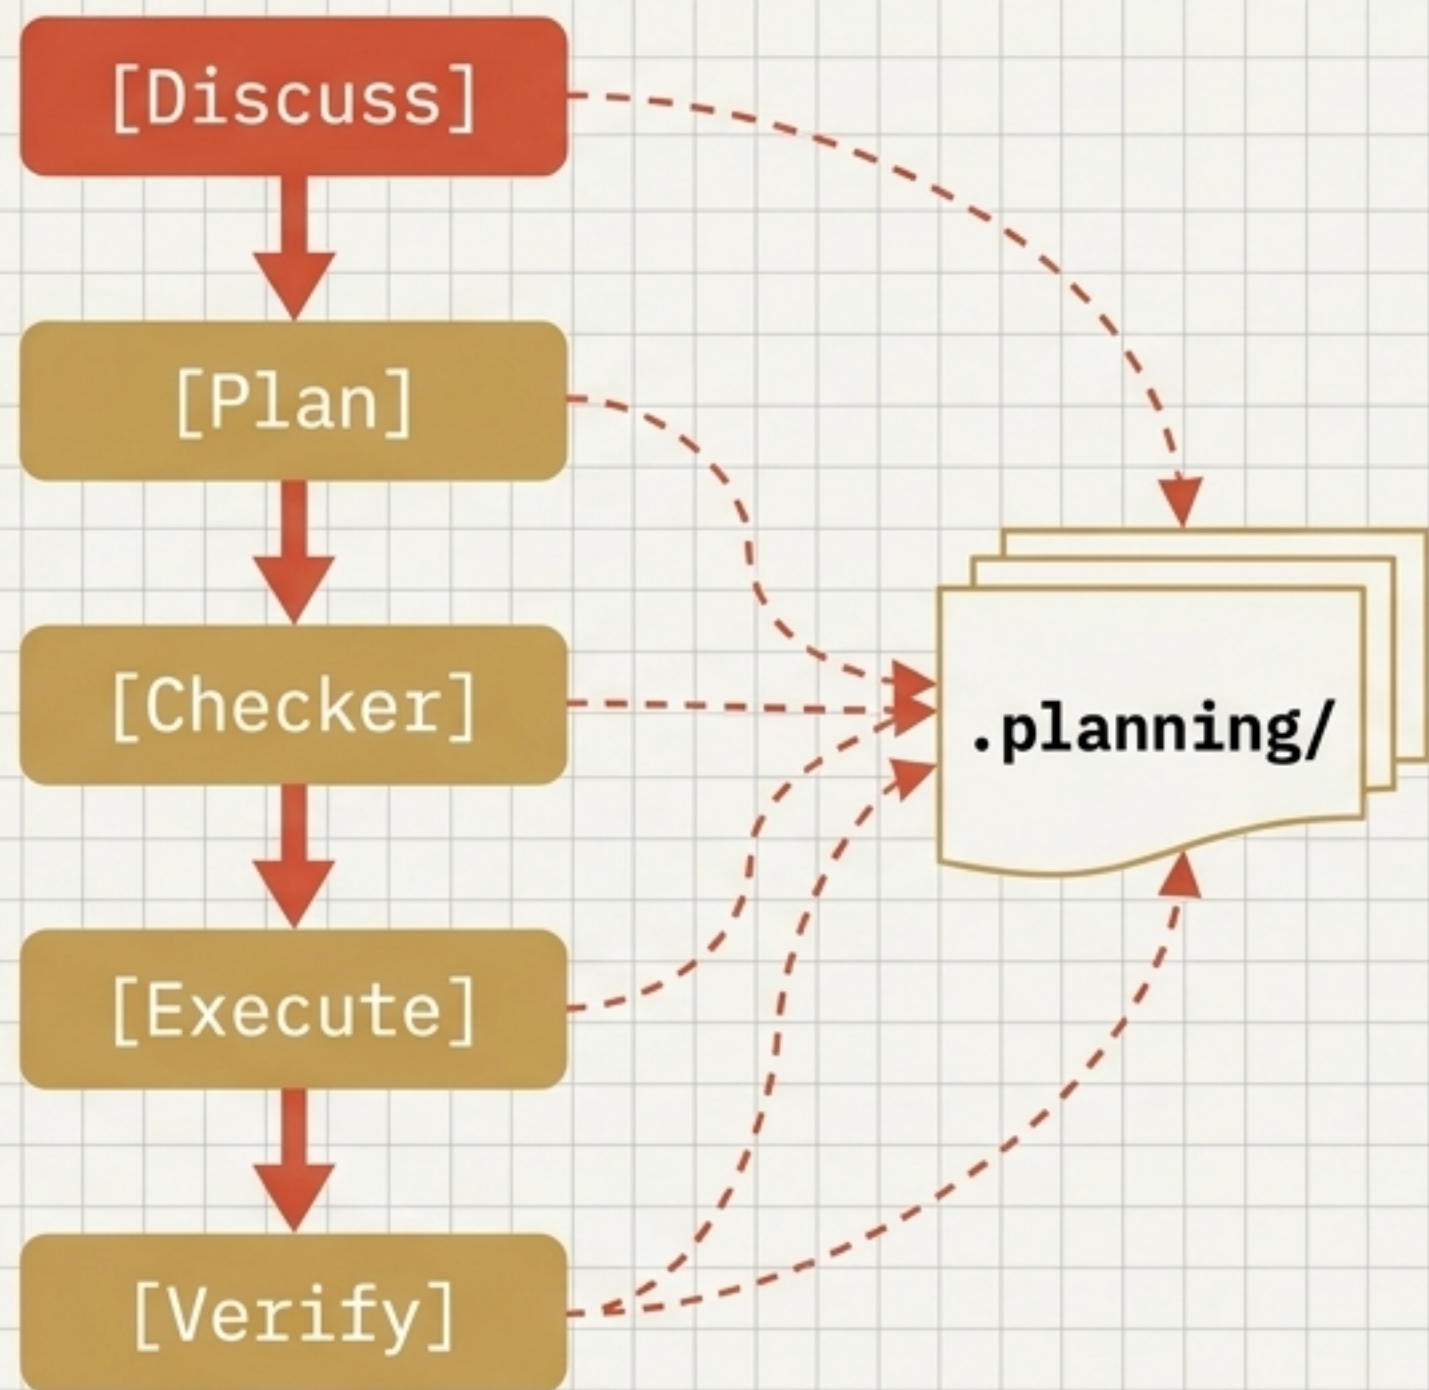 [Discuss]
[Plan]
[Checker]
.planning/
[Execute]
[Verify]